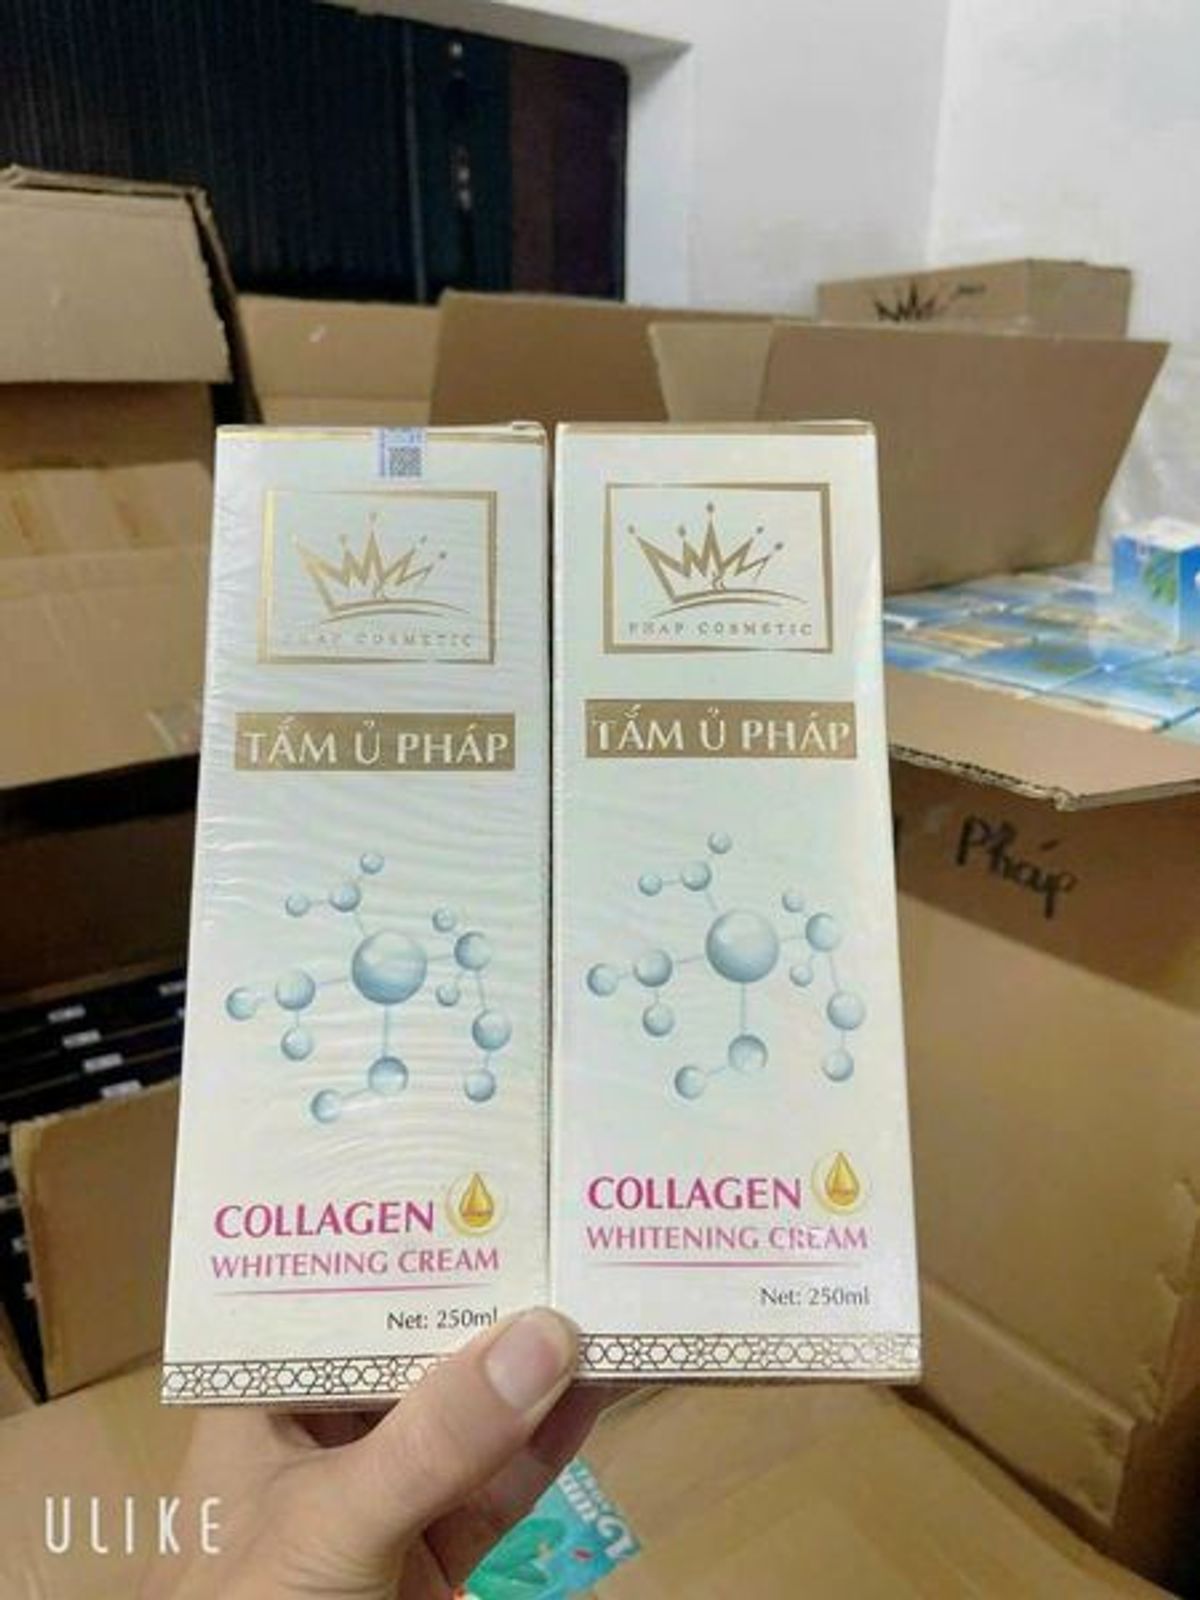 PHAP COSMETIC
TẮM Ủ PHÁP
COLLAGEN
WHITENING CREAM
Net: 250ml
PHAP COSMETIC
TẮM Ủ PHÁP
COLLAGEN
WHITENING CREAM
Net: 250ml
Pháp
ULIKE